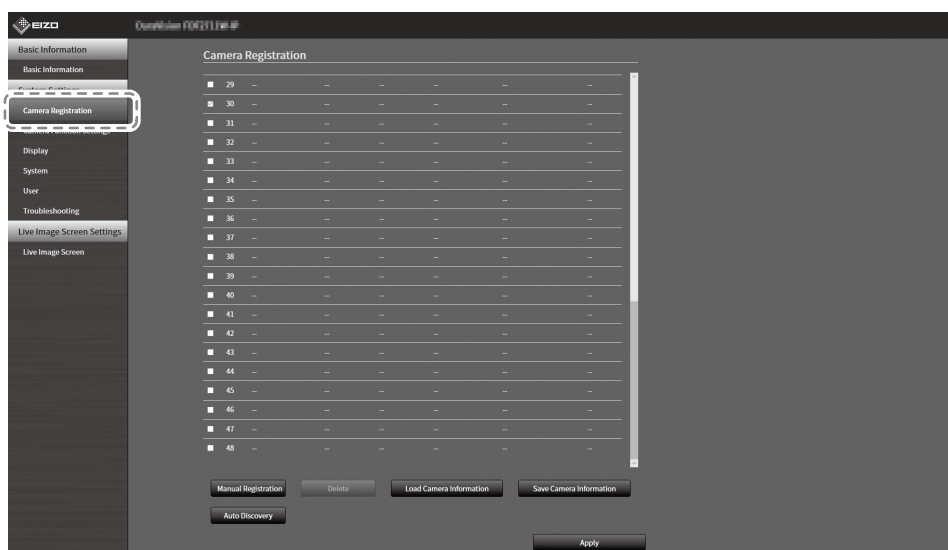 EIZO
Basic Information
Basic Information
Camera Registration
Display
System
User
Troubleshooting
Live Image Screen Settings
Live Image Screen
Camera Registration
29 -- -- -- -- -- --
30 -- -- -- -- -- --
31 -- -- -- -- -- --
32 -- -- -- -- -- --
33 -- -- -- -- -- --
34 -- -- -- -- -- --
35 -- -- -- -- -- --
36 -- -- -- -- -- --
37 -- -- -- -- -- --
38 -- -- -- -- -- --
39 -- -- -- -- -- --
40 -- -- -- -- -- --
41 -- -- -- -- -- --
42 -- -- -- -- -- --
43 -- -- -- -- -- --
44 -- -- -- -- -- --
45 -- -- -- -- -- --
46 -- -- -- -- -- --
47 -- -- -- -- -- --
48 -- -- -- -- -- --
Manual Registration Delete Load Camera Information Save Camera Information
Auto Discovery
Apply